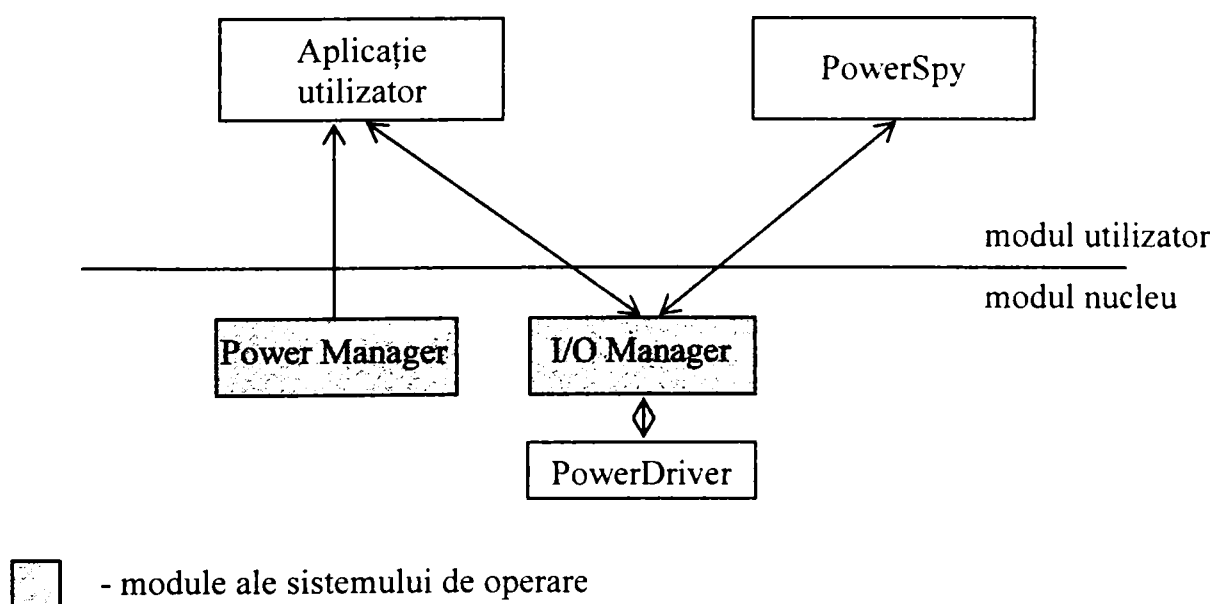 Aplicație
utilizator
PowerSpy
modul utilizator
modul nucleu
Power Manager
I/O Manager
PowerDriver
- module ale sistemului de operare